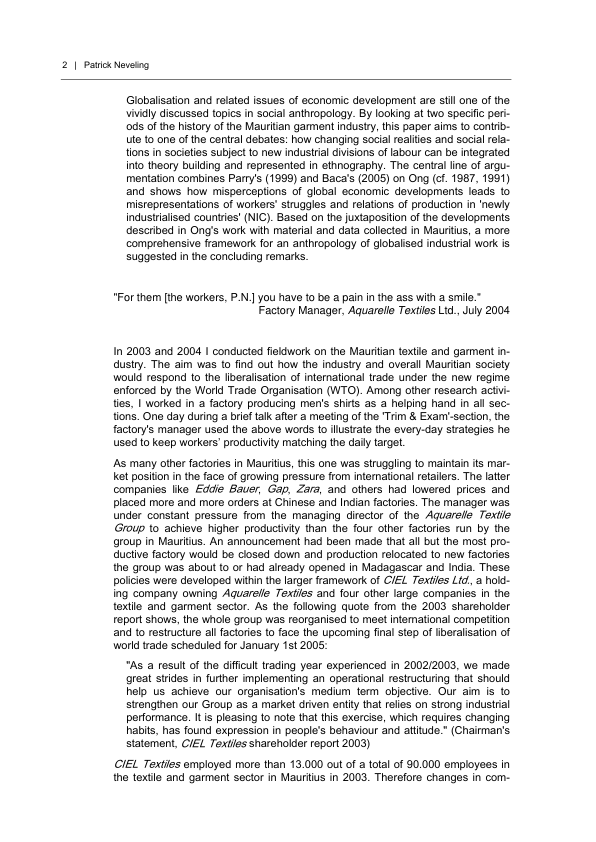 2 | Patrick Neveling
Globalisation and related issues of economic development are still one of the
vividly discussed topics in social anthropology. By looking at two specific peri-
ods of the history of the Mauritian garment industry, this paper aims to contrib-
ute to one of the central debates: how changing social realities and social rela-
tions in societies subject to new industrial divisions of labour can be integrated
into theory building and represented in ethnography. The central line of argu-
mentation combines Parry's (1999) and Baca's (2005) on Ong (cf. 1987, 1991)
and shows how misperceptions of global economic developments leads to
misrepresentations of workers' struggles and relations of production in 'newly
industrialised countries' (NIC). Based on the juxtaposition of the developments
described in Ong's work with material and data collected in Mauritius, a more
comprehensive framework for an anthropology of globalised industrial work is
suggested in the concluding remarks.
"For them [the workers, P.N.] you have to be a pain in the ass with a smile."
Factory Manager, Aquarelle Textiles Ltd., July 2004
In 2003 and 2004 I conducted fieldwork on the Mauritian textile and garment in-
dustry. The aim was to find out how the industry and overall Mauritian society
would respond to the liberalisation of international trade under the new regime
enforced by the World Trade Organisation (WTO). Among other research activi-
ties, I worked in a factory producing men's shirts as a helping hand in all sec-
tions. One day during a brief talk after a meeting of the 'Trim & Exam'-section, the
factory's manager used the above words to illustrate the every-day strategies he
used to keep workers' productivity matching the daily target.
As many other factories in Mauritius, this one was struggling to maintain its mar-
ket position in the face of growing pressure from international retailers. The latter
companies like Eddie Bauer, Gap, Zara, and others had lowered prices and
placed more and more orders at Chinese and Indian factories. The manager was
under constant pressure from the managing director of the Aquarelle Textile
Group to achieve higher productivity than the four other factories run by the
group in Mauritius. An announcement had been made that all but the most pro-
ductive factory would be closed down and production relocated to new factories
the group was about to or had already opened in Madagascar and India. These
policies were developed within the larger framework of CIEL Textiles Ltd., a hold-
ing company owning Aquarelle Textiles and four other large companies in the
textile and garment sector. As the following quote from the 2003 shareholder
report shows, the whole group was reorganised to meet international competition
and to restructure all factories to face the upcoming final step of liberalisation of
world trade scheduled for January 1st 2005:
"As a result of the difficult trading year experienced in 2002/2003, we made
great strides in further implementing an operational restructuring that should
help us achieve our organisation's medium term objective. Our aim is to
strengthen our Group as a market driven entity that relies on strong industrial
performance. It is pleasing to note that this exercise, which requires changing
habits, has found expression in people's behaviour and attitude." (Chairman's
statement, CIEL Textiles shareholder report 2003)
CIEL Textiles employed more than 13.000 out of a total of 90.000 employees in
the textile and garment sector in Mauritius in 2003. Therefore changes in com-